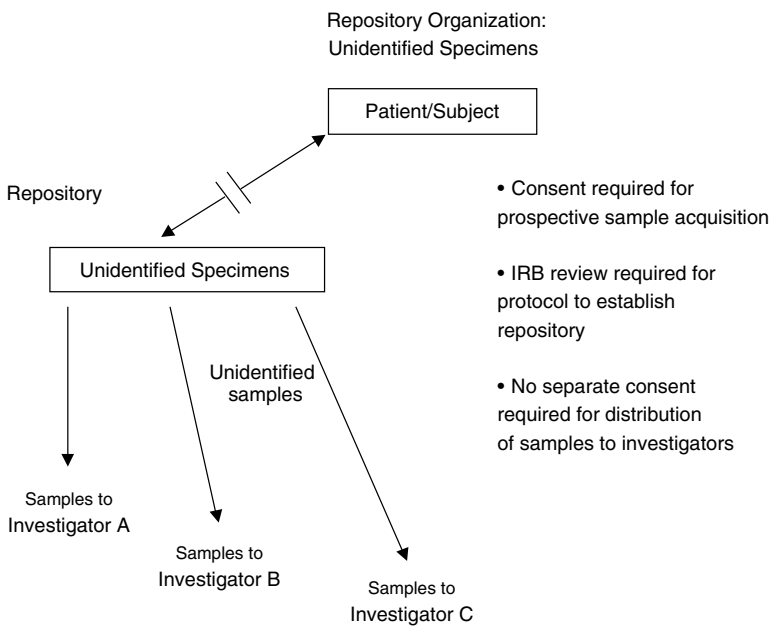 Repository Organization:
Unidentified Specimens
Patient/Subject
Repository
Unidentified Specimens
Unidentified
samples
Samples to
Investigator A
Samples to
Investigator B
Samples to
Investigator C
• Consent required for
prospective sample acquisition
• IRB review required for
protocol to establish
repository
• No separate consent
required for distribution
of samples to investigators